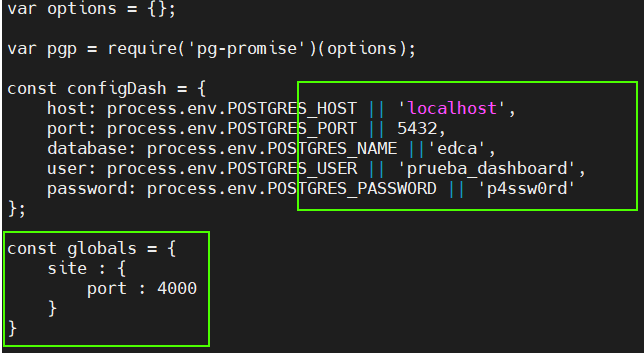 var options = {};
var pgp = require('pg-promise')(options);
const configDash = {
host: process.env.POSTGRES_HOST || 'localhost',
port: process.env.POSTGRES_PORT || 5432,
database: process.env.POSTGRES_NAME ||'edca',
user: process.env.POSTGRES_USER || 'prueba_dashboard',
password: process.env.POSTGRES_PASSWORD || 'p4ssw0rd'
};
const globals = {
site : {
port : 4000
}
}